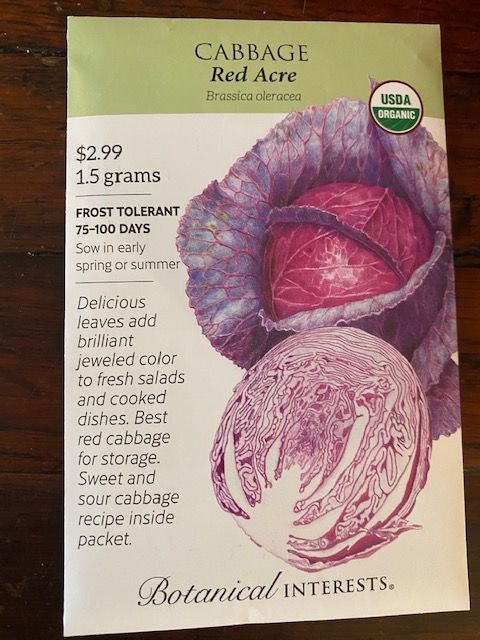 CABBAGE
Red Acre
Brassica oleracea
USDA
ORGANIC
$2.99
1.5 grams
FROST TOLERANT
75-100 DAYS
Sow in early
spring or summer
Delicious
leaves add
brilliant
jeweled color
to fresh salads
and cooked
dishes. Best
red cabbage
for storage.
Sweet and
sour cabbage
recipe inside
packet.
Botanical INTERESTS®